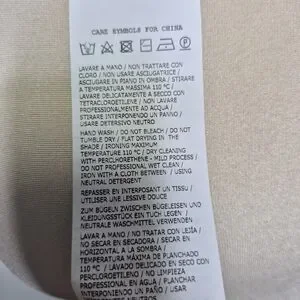 CARE SYMBOLS FOR CHINA
LAVARE A MANO / NON TRATTARE CON
CLORO / NON USARE ASCIUGATRICE /
ASCIUGARE IN PIANO IN OMBRA / STIRARE
A TEMPERATURA MASSIMA 110 °C /
LAVARE DELICATAMENTE A SECCO CON
TETRACLOROETILENE / NON LAVARE
PROFESSIONALMENTE AD ACQUA /
STIRARE INTERPONENDO UN PANNO /
USARE DETERSIVO NEUTRO
HAND WASH / DO NOT BLEACH / DO NOT
TUMBLE DRY / FLAT DRYING IN THE
SHADE / IRONING MAXIMUM
TEMPERATURE 110 °C / DRY CLEANING
WITH PERCLORETHENE - MILD PROCESS /
DO NOT PROFESSIONAL WET CLEAN /
IRON WITH A CLOTH BETWEEN / USING
NEUTRAL DETERGENT
REPASSER EN INTERPOSANT UN TISSU /
UTILISER UNE LESSIVE DOUCE
ZUM BÜGELN ZWISCHEN BÜGELEISEN UND
KLEIDUNGSSTÜCK EIN TUCH LEGEN /
NEUTRALE WASCHMITTEL VERWENDEN
LAVAR A MANO / NO TRATAR CON LEJÍA /
NO SECAR EN SECADORA / SECAR EN
HORIZONTAL A LA SOMBRA /
TEMPERATURA MÁXIMA DE PLANCHADO
110 °C / LAVADO DELICADO EN SECO CON
PERCLOROETILENO / NO LIMPIEZA
PROFESIONAL EN AGUA / PLANCHAR
INTERPONIENDO UN PAÑO / USAR
NEUTROS